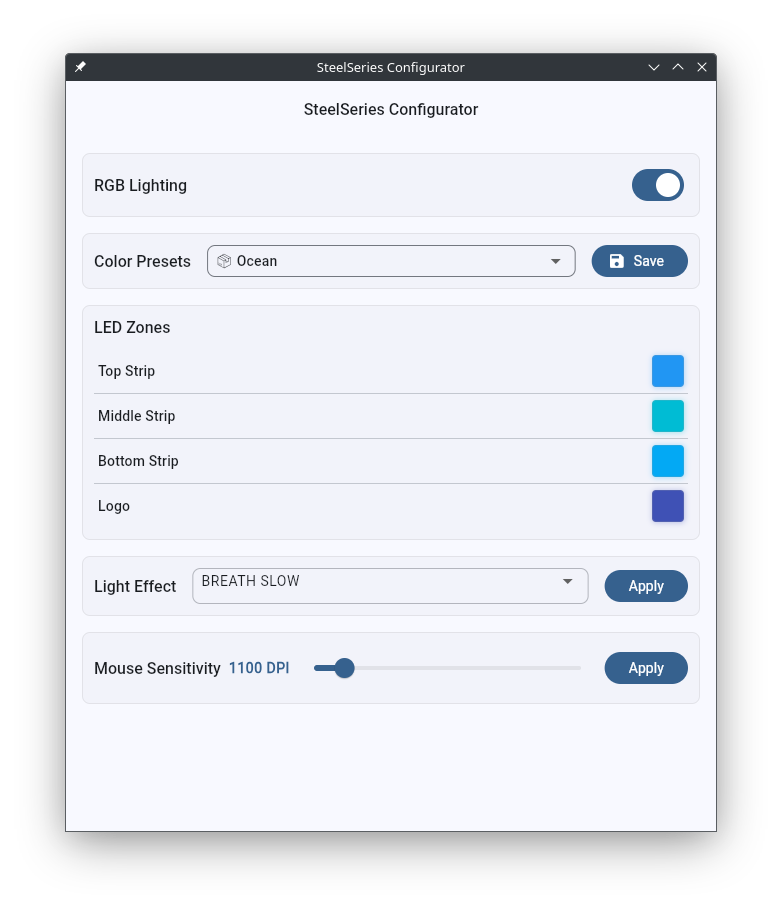 SteelSeries Configurator
SteelSeries Configurator
RGB Lighting
Color Presets Ocean Save
LED Zones
Top Strip
Middle Strip
Bottom Strip
Logo
Light Effect BREATH SLOW Apply
Mouse Sensitivity 1100 DPI Apply